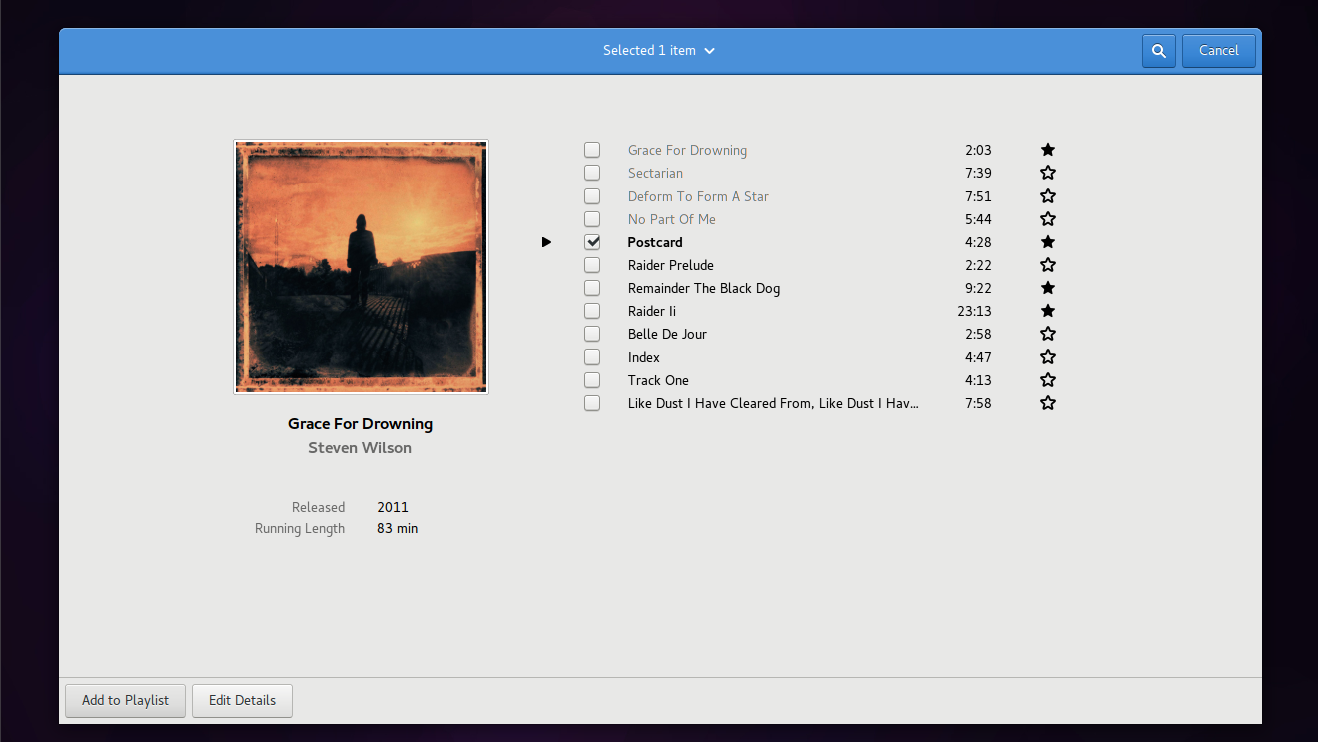 Selected 1 item
Cancel
Grace For Drowning 2:03
Sectarian 7:39
Deform To Form A Star 7:51
No Part Of Me 5:44
Postcard 4:28
Raider Prelude 2:22
Remainder The Black Dog 9:22
Raider Ii 23:13
Belle De Jour 2:58
Index 4:47
Track One 4:13
Like Dust I Have Cleared From, Like Dust I Hav… 7:58
Grace For Drowning
Steven Wilson
Released 2011
Running Length 83 min
Add to Playlist
Edit Details